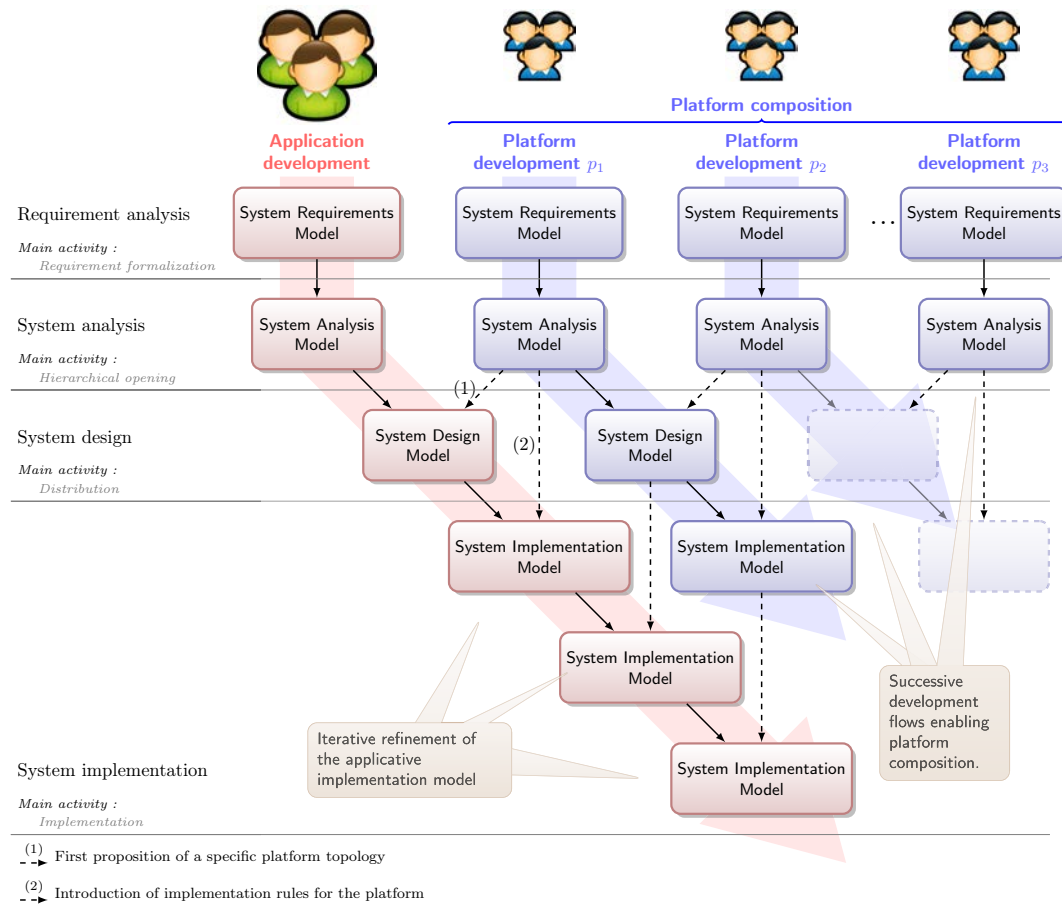 Platform composition
Application
development
Platform
development p1
Platform
development p2
Platform
development p3
Requirement analysis
Main activity :
Requirement formalization
System Requirements
Model
System Requirements
Model
System Requirements
Model
...
System Requirements
Model
System analysis
Main activity :
Hierarchical opening
System Analysis
Model
System Analysis
Model
System Analysis
Model
System Analysis
Model
(1)
System design
Main activity :
Distribution
System Design
Model
(2)
System Design
Model
System Implementation
Model
System Implementation
Model
System Implementation
Model
Successive
development
flows enabling
platform
composition.
Iterative refinement of
the applicative
implementation model
System Implementation
Model
System implementation
Main activity :
Implementation
(1) First proposition of a specific platform topology
(2) Introduction of implementation rules for the platform